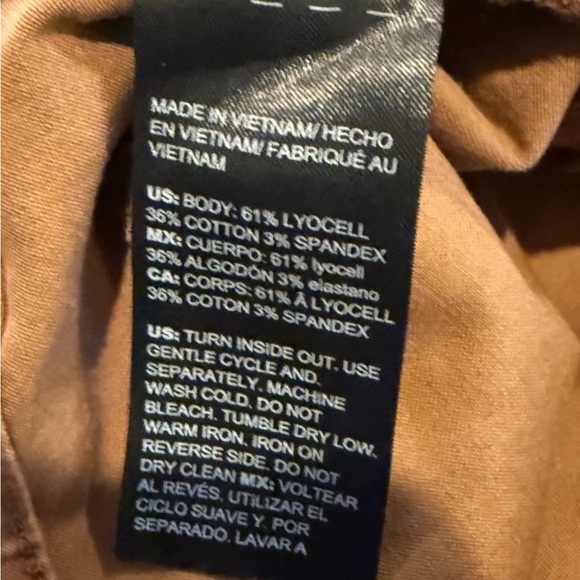 MADE IN VIETNAM/ HECHO
EN VIETNAM/ FABRIQUÉ AU
VIETNAM
US: BODY: 61% LYOCELL
36% COTTON 3% SPANDEX
MX: CUERPO: 61% lyocell
36% ALGODÓN 3% elastano
CA: CORPS: 61% Â LYOCELL
36% COTON 3% SPANDEX
US: TURN INSIDE OUT. USE
GENTLE CYCLE AND,
SEPARATELY. MACHINE
WASH COLD. DO NOT
BLEACH. TUMBLE DRY LOW.
WARM IRON. IRON ON
REVERSE SIDE. DO NOT
DRY CLEAN MX: VOLTEAR
AL REVÉS. UTILIZAR EL
CICLO SUAVE Y. POR
SEPARADO. LAVAR A